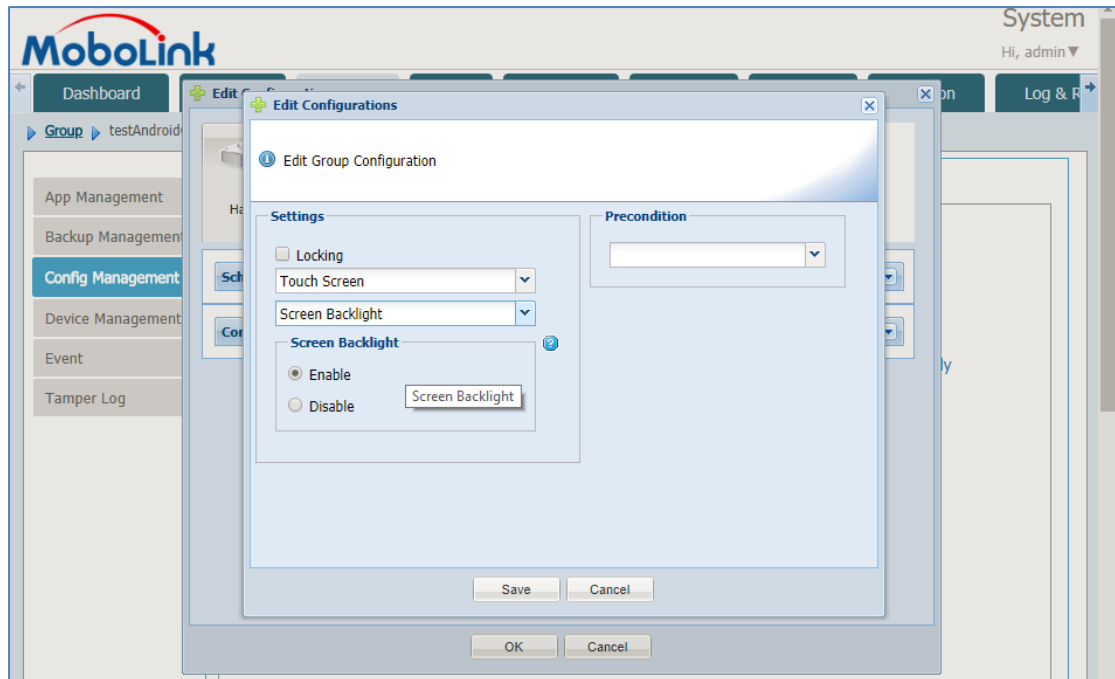 System
MoboLink
Hi, admin▼
Dashboard
Log & R
Edit
Edit Configurations
Group
Edit Group Configuration
App Management
Backup Management
Config Management
Device Management
Event
Tamper Log
Settings
Precondition
Locking
Touch Screen
Screen Backlight
Screen Backlight
Enable
Screen Backlight
Disable
Save
Cancel
OK
Cancel